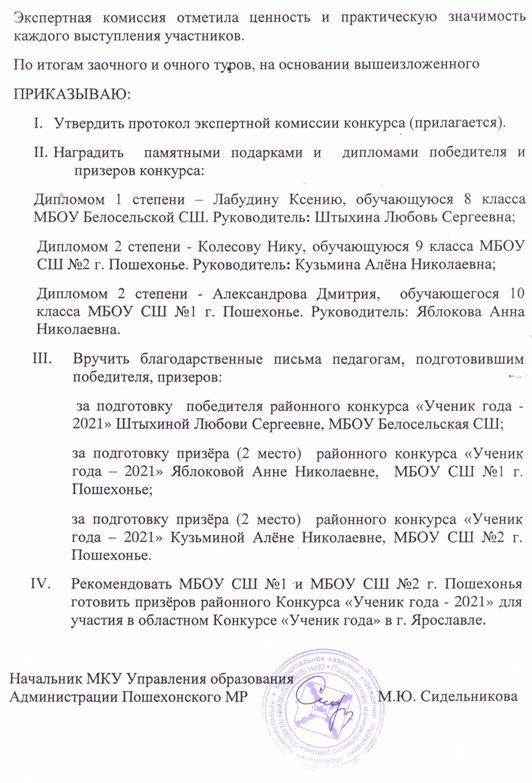 Экспертная комиссия отметила ценность и практическую значимость
каждого выступления участников.
По итогам заочного и очного туров, на основании вышеизложенного
ПРИКАЗЫВАЮ:
I. Утвердить протокол экспертной комиссии конкурса (прилагается).
II. Наградить памятными подарками и дипломами победителя и
призеров конкурса:
Дипломом 1 степени – Лабудину Ксению, обучающуюся 8 класса
МБОУ Белосельской СШ. Руководитель: Штыхина Любовь Сергеевна;
Дипломом 2 степени - Колесову Нику, обучающуюся 9 класса МБОУ
СШ №2 г. Пошехонье. Руководитель: Кузьмина Алёна Николаевна;
Дипломом 2 степени - Александрова Дмитрия, обучающегося 10
класса МБОУ СШ №1 г. Пошехонье. Руководитель: Яблокова Анна
Николаевна.
III. Вручить благодарственные письма педагогам, подготовившим
победителя, призеров:
за подготовку победителя районного конкурса «Ученик года -
2021» Штыхиной Любови Сергеевне, МБОУ Белосельская СШ;
за подготовку призёра (2 место) районного конкурса «Ученик
года – 2021» Яблоковой Анне Николаевне, МБОУ СШ №1 г.
Пошехонье;
за подготовку призёра (2 место) районного конкурса «Ученик
года – 2021» Кузьминой Алёне Николаевне, МБОУ СШ №2 г.
Пошехонье.
IV. Рекомендовать МБОУ СШ №1 и МБОУ СШ №2 г. Пошехонья
готовить призёров районного Конкурса «Ученик года - 2021» для
участия в областном Конкурсе «Ученик года» в г. Ярославле.
Начальник МКУ Управления образования
Администрации Пошехонского МР М.Ю. Сидельникова